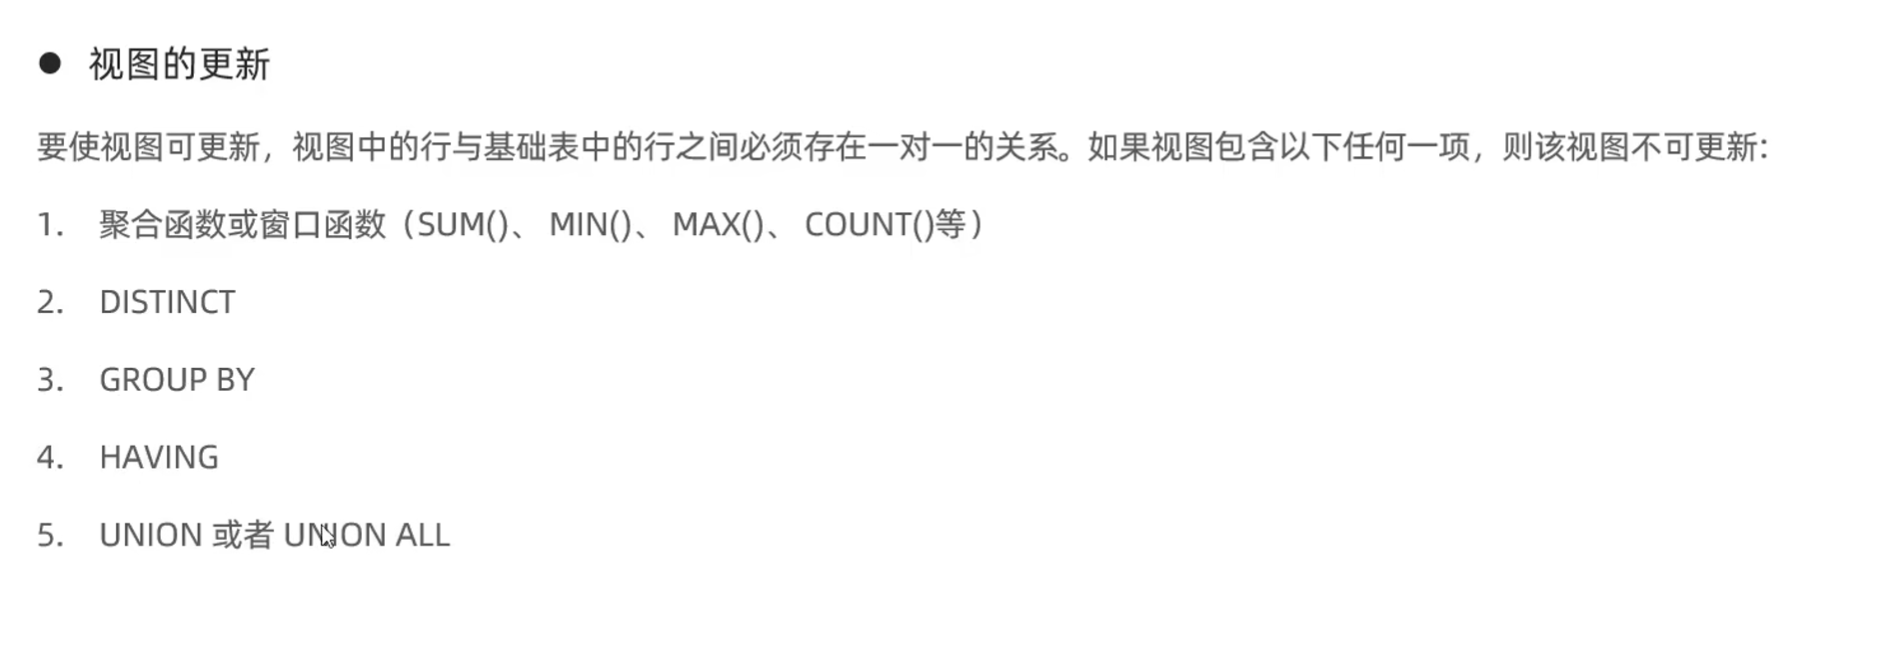 ● 视图的更新
要使视图可更新，视图中的行与基础表中的行之间必须存在一对一的关系。如果视图包含以下任何一项，则该视图不可更新:
1. 聚合函数或窗口函数（SUM()、 MIN()、 MAX()、 COUNT()等）
2. DISTINCT
3. GROUP BY
4. HAVING
5. UNION 或者 UNION ALL